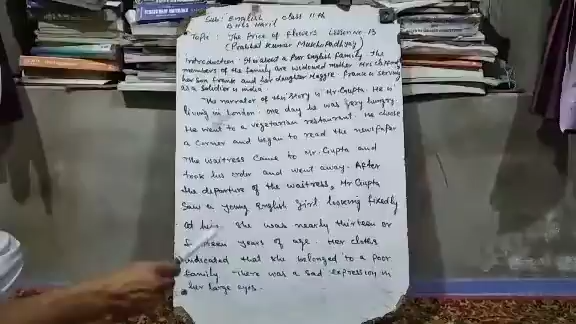 Sub: English Class 11th
Topic: The Price of Flowers Lesson-13
(Prabhat Kumar Mukhopadhyay)
Introduction: It is about a Poor English family. The
members of the family are widowed mother Mrs Clifford
her son Frank and her daughter Maggie. Frank is serving
as a Soldier in India
The narrator of the story is Mr. Gupta. He is
living in London. one day he was very hungry.
He went to a vegetarian restaurant. He choose
a corner and began to read the newspaper
The waitress came to Mr. Gupta and
took his order and went away. After
the departure of the waitress, Mr Gupta
Saw a young English girl looking fixedly
at him. She was nearly thirteen or
years of age. Her cloths
indicated that she belonged to a poor
family There was a sad expression in
her large eyes.